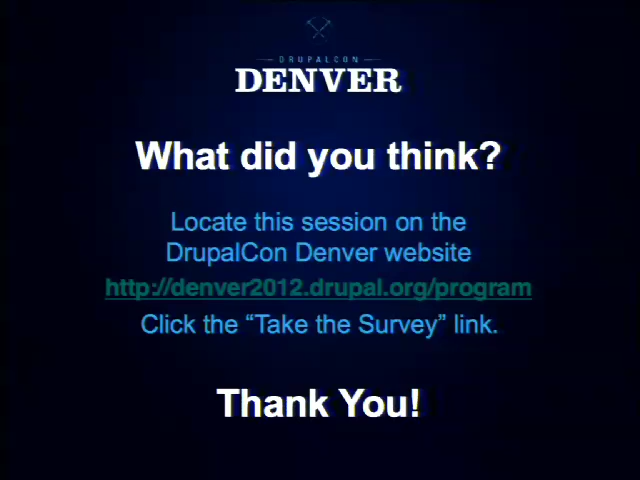 DRUPALCON
DENVER
What did you think?
Locate this session on the
DrupalCon Denver website
http://denver2012.drupal.org/program
Click the “Take the Survey” link.
Thank You!